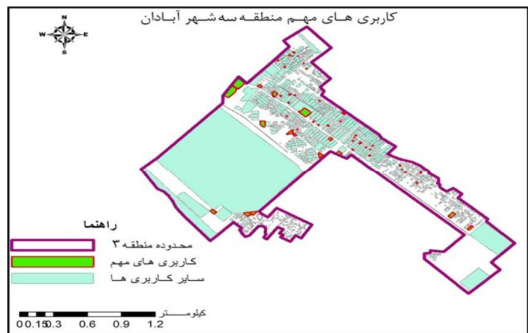 کاربری های مهم منطقه سه شهر آبادان
N
W E
S
راهنما
محدوده منطقه ۳
کاربری های مهم
سایر کاربری ها
کیلومتر
0 0.15 0.3 0.6 0.9 1.2